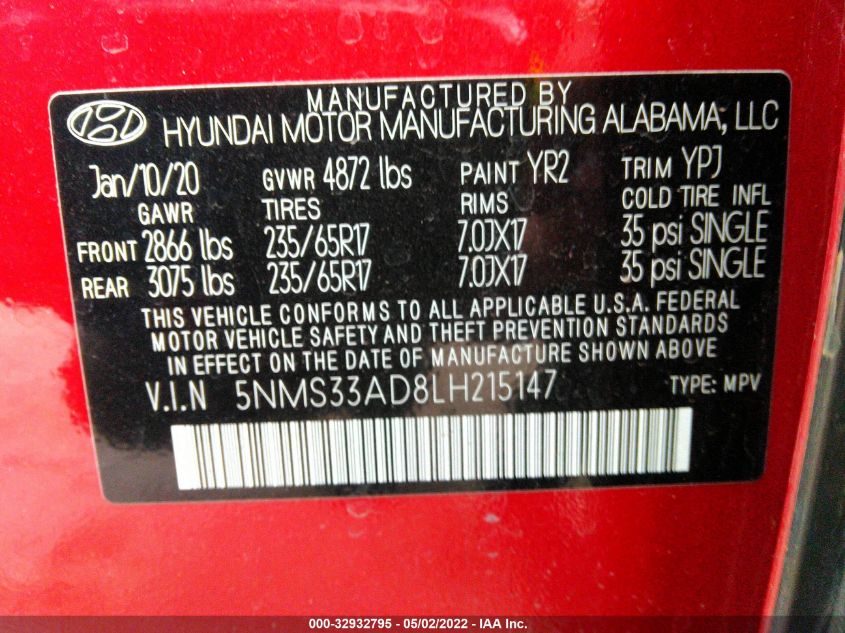 MANUFACTURED BY
HYUNDAI MOTOR MANUFACTURING ALABAMA, LLC
Jan/10/20 GVWR 4872 lbs PAINT YR2 TRIM YPJ
GAWR TIRES RIMS COLD TIRE INFL
FRONT 2866 lbs 235/65R17 7.0JX17 35 psi SINGLE
REAR 3075 lbs 235/65R17 7.0JX17 35 psi SINGLE
THIS VEHICLE CONFORMS TO ALL APPLICABLE U.S.A. FEDERAL
MOTOR VEHICLE SAFETY AND THEFT PREVENTION STANDARDS
IN EFFECT ON THE DATE OF MANUFACTURE SHOWN ABOVE
V.I.N 5NMS33AD8LH215147 TYPE: MPV
000-32932795 - 05/02/2022 - IAA Inc.